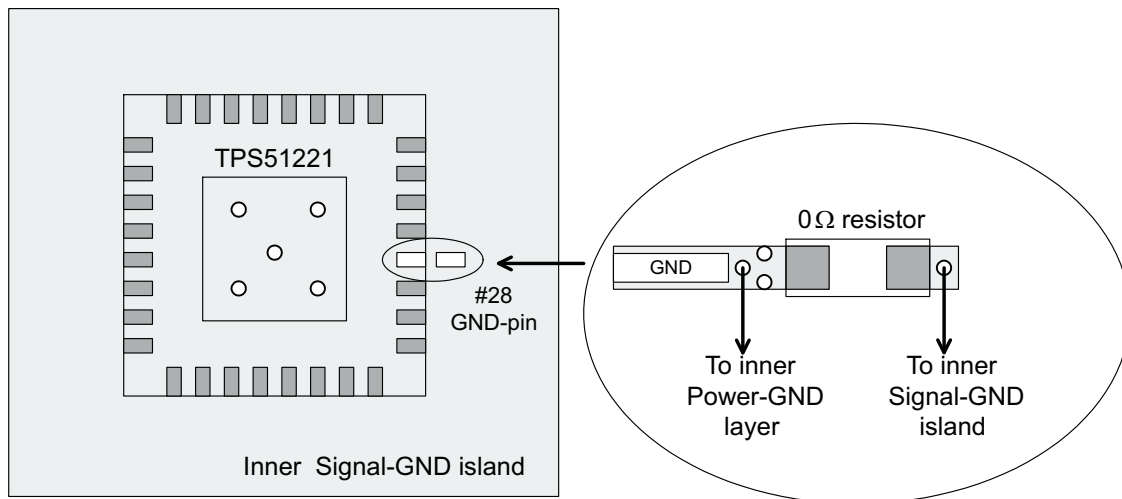 TPS51221
#28
GND-pin
Inner Signal-GND island
0Ω resistor
GND
To inner
Power-GND
layer
To inner
Signal-GND
island